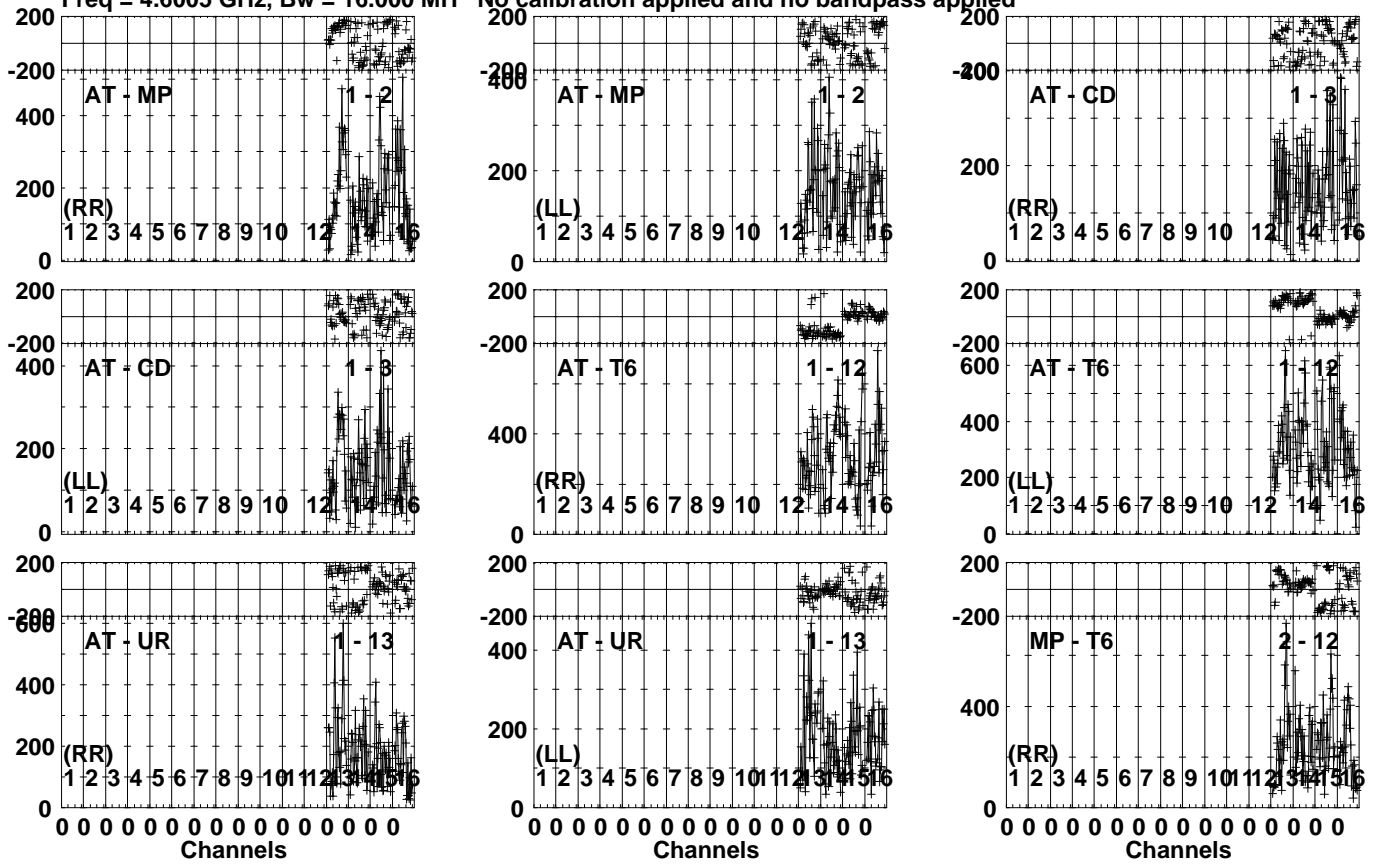 Freq = 4.6005 GHz, Bw = 16.000 MH No calibration applied and no bandpass applied
200 200 200
-200 -200 -200
AT - MP 1 - 2 AT - MP 1 - 2 AT - CD 1 - 3
400 400 400
200 200 200
(RR) (LL) (RR)
1 2 3 4 5 6 7 8 9 10 12 14 16 1 2 3 4 5 6 7 8 9 10 12 14 16 1 2 3 4 5 6 7 8 9 10 12 14 16
0 0 0
200 200 200
-200 -200 -200
AT - CD 1 - 3 AT - T6 1 - 12 AT - T6 1 - 12
400 400 600
200 400
200
(LL) (RR) (LL)
1 2 3 4 5 6 7 8 9 10 12 14 16 1 2 3 4 5 6 7 8 9 10 12 14 16 1 2 3 4 5 6 7 8 9 10 12 14 16
0 0 0
200 200 200
-200 -200 -200
600
AT - UR 1 - 13 AT - UR 1 - 13 MP - T6 2 - 12
400 400 400
200 200
(RR) (LL) (RR)
1 2 3 4 5 6 7 8 9 10 11 12 13 14 15 16 1 2 3 4 5 6 7 8 9 10 11 12 13 14 15 16 1 2 3 4 5 6 7 8 9 10 11 12 13 14 15 16
0 0 0
0 0 0 0 0 0 0 0 0 0 0 0 0 0 0 0 0 0 0 0 0 0 0 0 0 0 0 0 0 0 0 0 0 0 0 0 0 0 0 0 0 0 0 0 0 0 0 0
Channels Channels Channels